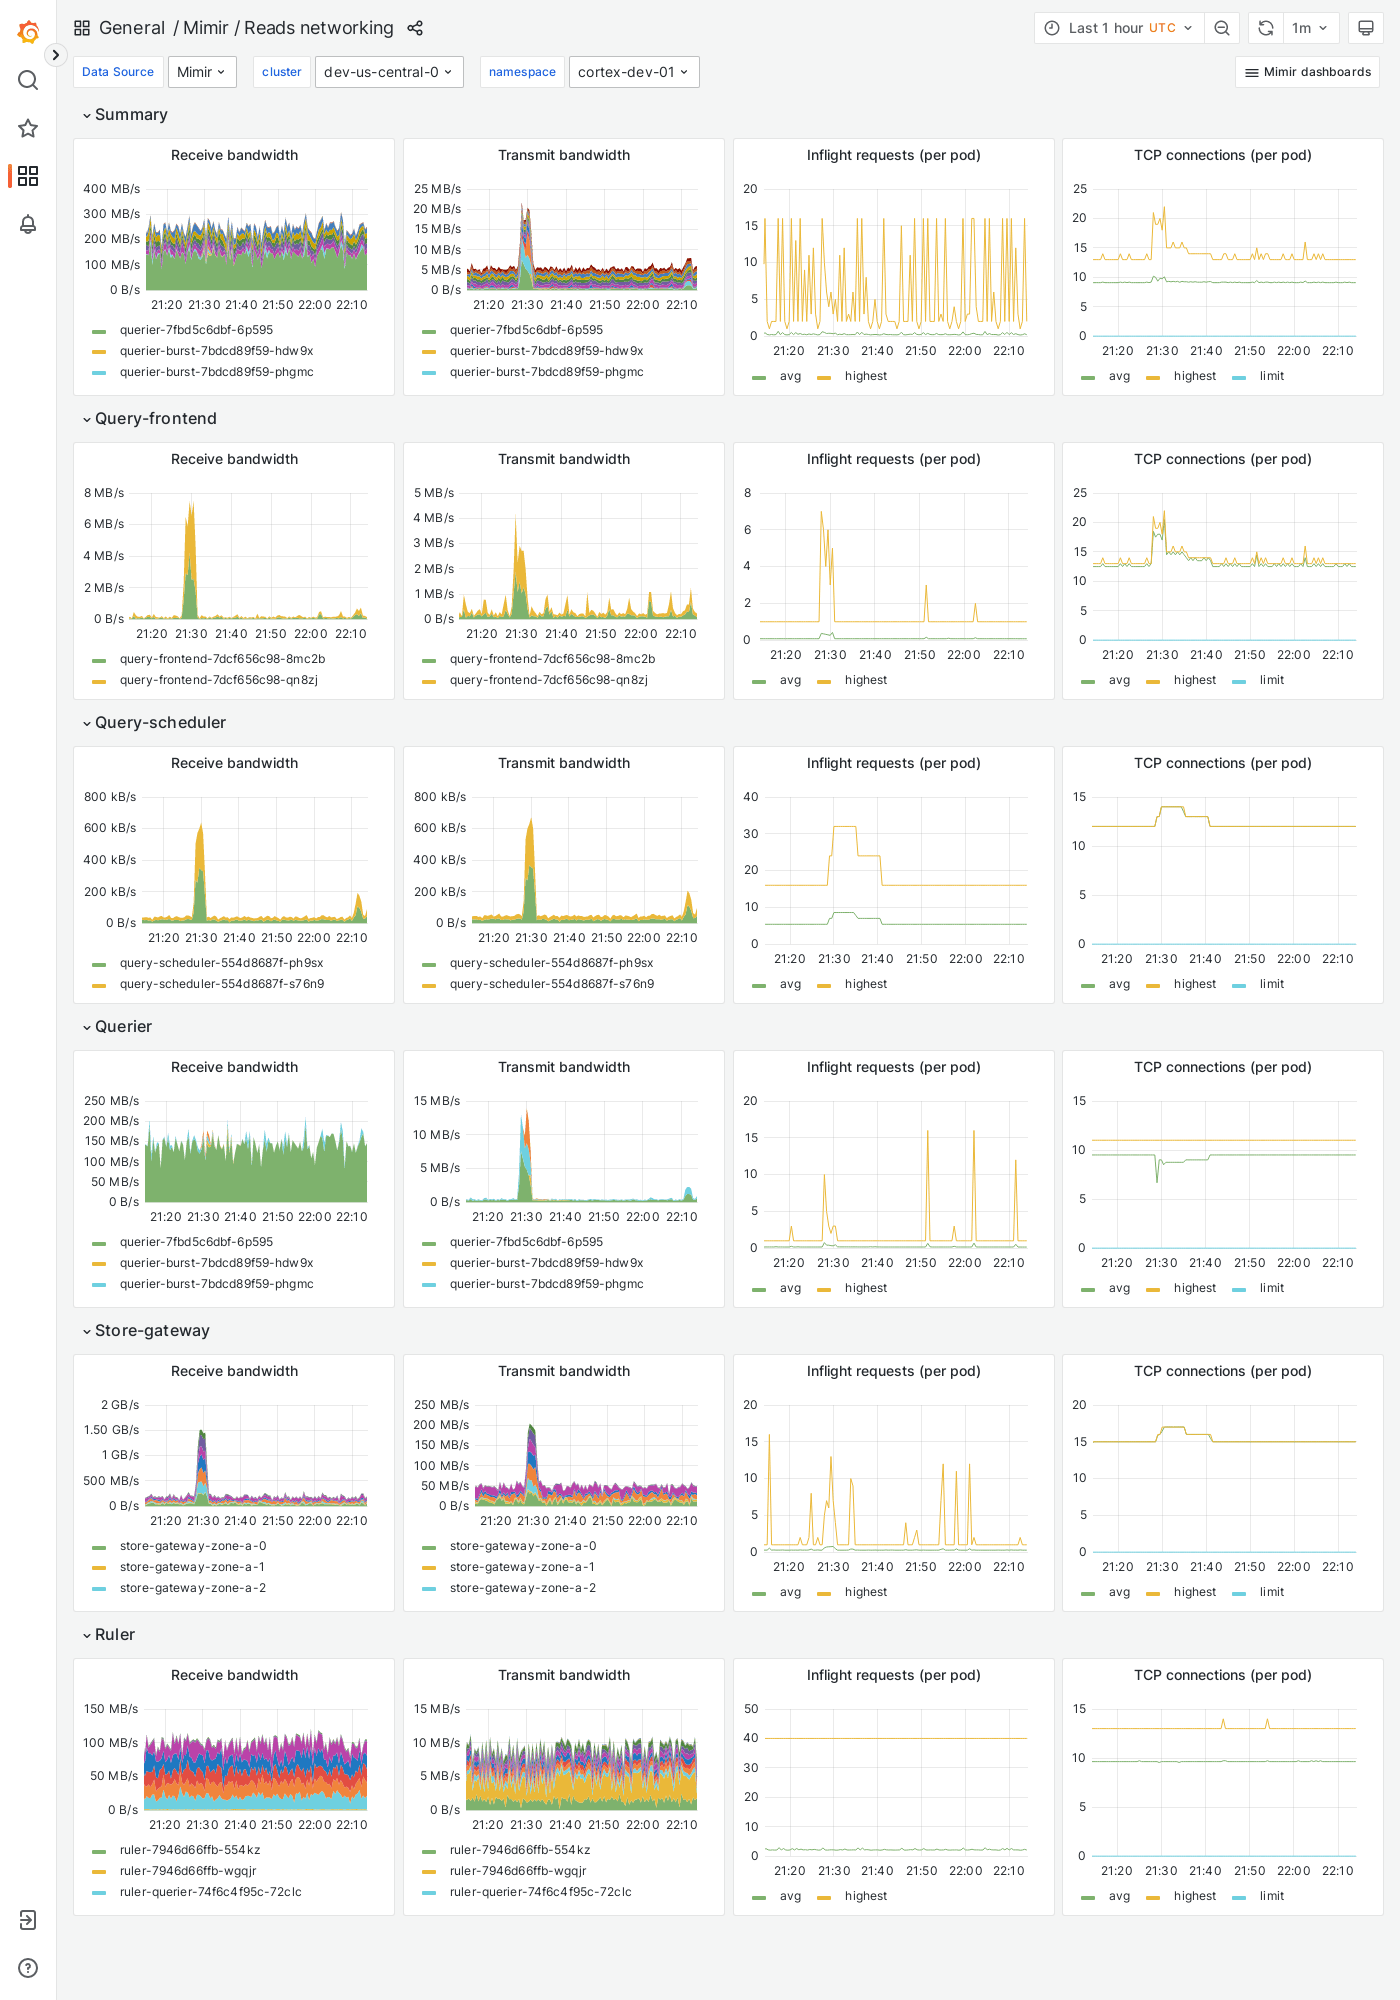 General / Mimir / Reads networking
Last 1 hour UTC
1m
Data Source Mimir cluster dev-us-central-0 namespace cortex-dev-01 Mimir dashboards
Summary
Receive bandwidth
400 MB/s
300 MB/s
200 MB/s
100 MB/s
0 B/s
21:20 21:30 21:40 21:50 22:00 22:10
querier-7fbd5c6dbf-6p595
querier-burst-7bdcd89f59-hdw9x
querier-burst-7bdcd89f59-phgmc
Transmit bandwidth
25 MB/s
20 MB/s
15 MB/s
10 MB/s
5 MB/s
0 B/s
21:20 21:30 21:40 21:50 22:00 22:10
querier-7fbd5c6dbf-6p595
querier-burst-7bdcd89f59-hdw9x
querier-burst-7bdcd89f59-phgmc
Inflight requests (per pod)
20
15
10
5
0
21:20 21:30 21:40 21:50 22:00 22:10
avg highest
TCP connections (per pod)
25
20
15
10
5
0
21:20 21:30 21:40 21:50 22:00 22:10
avg highest limit
Query-frontend
Receive bandwidth
8 MB/s
6 MB/s
4 MB/s
2 MB/s
0 B/s
21:20 21:30 21:40 21:50 22:00 22:10
query-frontend-7dcf656c98-8mc2b
query-frontend-7dcf656c98-qn8zj
Transmit bandwidth
5 MB/s
4 MB/s
3 MB/s
2 MB/s
1 MB/s
0 B/s
21:20 21:30 21:40 21:50 22:00 22:10
query-frontend-7dcf656c98-8mc2b
query-frontend-7dcf656c98-qn8zj
Inflight requests (per pod)
8
6
4
2
0
21:20 21:30 21:40 21:50 22:00 22:10
avg highest
TCP connections (per pod)
25
20
15
10
5
0
21:20 21:30 21:40 21:50 22:00 22:10
avg highest limit
Query-scheduler
Receive bandwidth
800 kB/s
600 kB/s
400 kB/s
200 kB/s
0 B/s
21:20 21:30 21:40 21:50 22:00 22:10
query-scheduler-554d8687f-ph9sx
query-scheduler-554d8687f-s76n9
Transmit bandwidth
800 kB/s
600 kB/s
400 kB/s
200 kB/s
0 B/s
21:20 21:30 21:40 21:50 22:00 22:10
query-scheduler-554d8687f-ph9sx
query-scheduler-554d8687f-s76n9
Inflight requests (per pod)
40
30
20
10
0
21:20 21:30 21:40 21:50 22:00 22:10
avg highest
TCP connections (per pod)
15
10
5
0
21:20 21:30 21:40 21:50 22:00 22:10
avg highest limit
Querier
Receive bandwidth
250 MB/s
200 MB/s
150 MB/s
100 MB/s
50 MB/s
0 B/s
21:20 21:30 21:40 21:50 22:00 22:10
querier-7fbd5c6dbf-6p595
querier-burst-7bdcd89f59-hdw9x
querier-burst-7bdcd89f59-phgmc
Transmit bandwidth
15 MB/s
10 MB/s
5 MB/s
0 B/s
21:20 21:30 21:40 21:50 22:00 22:10
querier-7fbd5c6dbf-6p595
querier-burst-7bdcd89f59-hdw9x
querier-burst-7bdcd89f59-phgmc
Inflight requests (per pod)
20
15
10
5
0
21:20 21:30 21:40 21:50 22:00 22:10
avg highest
TCP connections (per pod)
15
10
5
0
21:20 21:30 21:40 21:50 22:00 22:10
avg highest limit
Store-gateway
Receive bandwidth
2 GB/s
1.50 GB/s
1 GB/s
500 MB/s
0 B/s
21:20 21:30 21:40 21:50 22:00 22:10
store-gateway-zone-a-0
store-gateway-zone-a-1
store-gateway-zone-a-2
Transmit bandwidth
250 MB/s
200 MB/s
150 MB/s
100 MB/s
50 MB/s
0 B/s
21:20 21:30 21:40 21:50 22:00 22:10
store-gateway-zone-a-0
store-gateway-zone-a-1
store-gateway-zone-a-2
Inflight requests (per pod)
20
15
10
5
0
21:20 21:30 21:40 21:50 22:00 22:10
avg highest
TCP connections (per pod)
20
15
10
5
0
21:20 21:30 21:40 21:50 22:00 22:10
avg highest limit
Ruler
Receive bandwidth
150 MB/s
100 MB/s
50 MB/s
0 B/s
21:20 21:30 21:40 21:50 22:00 22:10
ruler-7946d66ffb-554kz
ruler-7946d66ffb-wgqjr
ruler-querier-74f6c4f95c-72clc
Transmit bandwidth
15 MB/s
10 MB/s
5 MB/s
0 B/s
21:20 21:30 21:40 21:50 22:00 22:10
ruler-7946d66ffb-554kz
ruler-7946d66ffb-wgqjr
ruler-querier-74f6c4f95c-72clc
Inflight requests (per pod)
50
40
30
20
10
0
21:20 21:30 21:40 21:50 22:00 22:10
avg highest
TCP connections (per pod)
15
10
5
0
21:20 21:30 21:40 21:50 22:00 22:10
avg highest limit